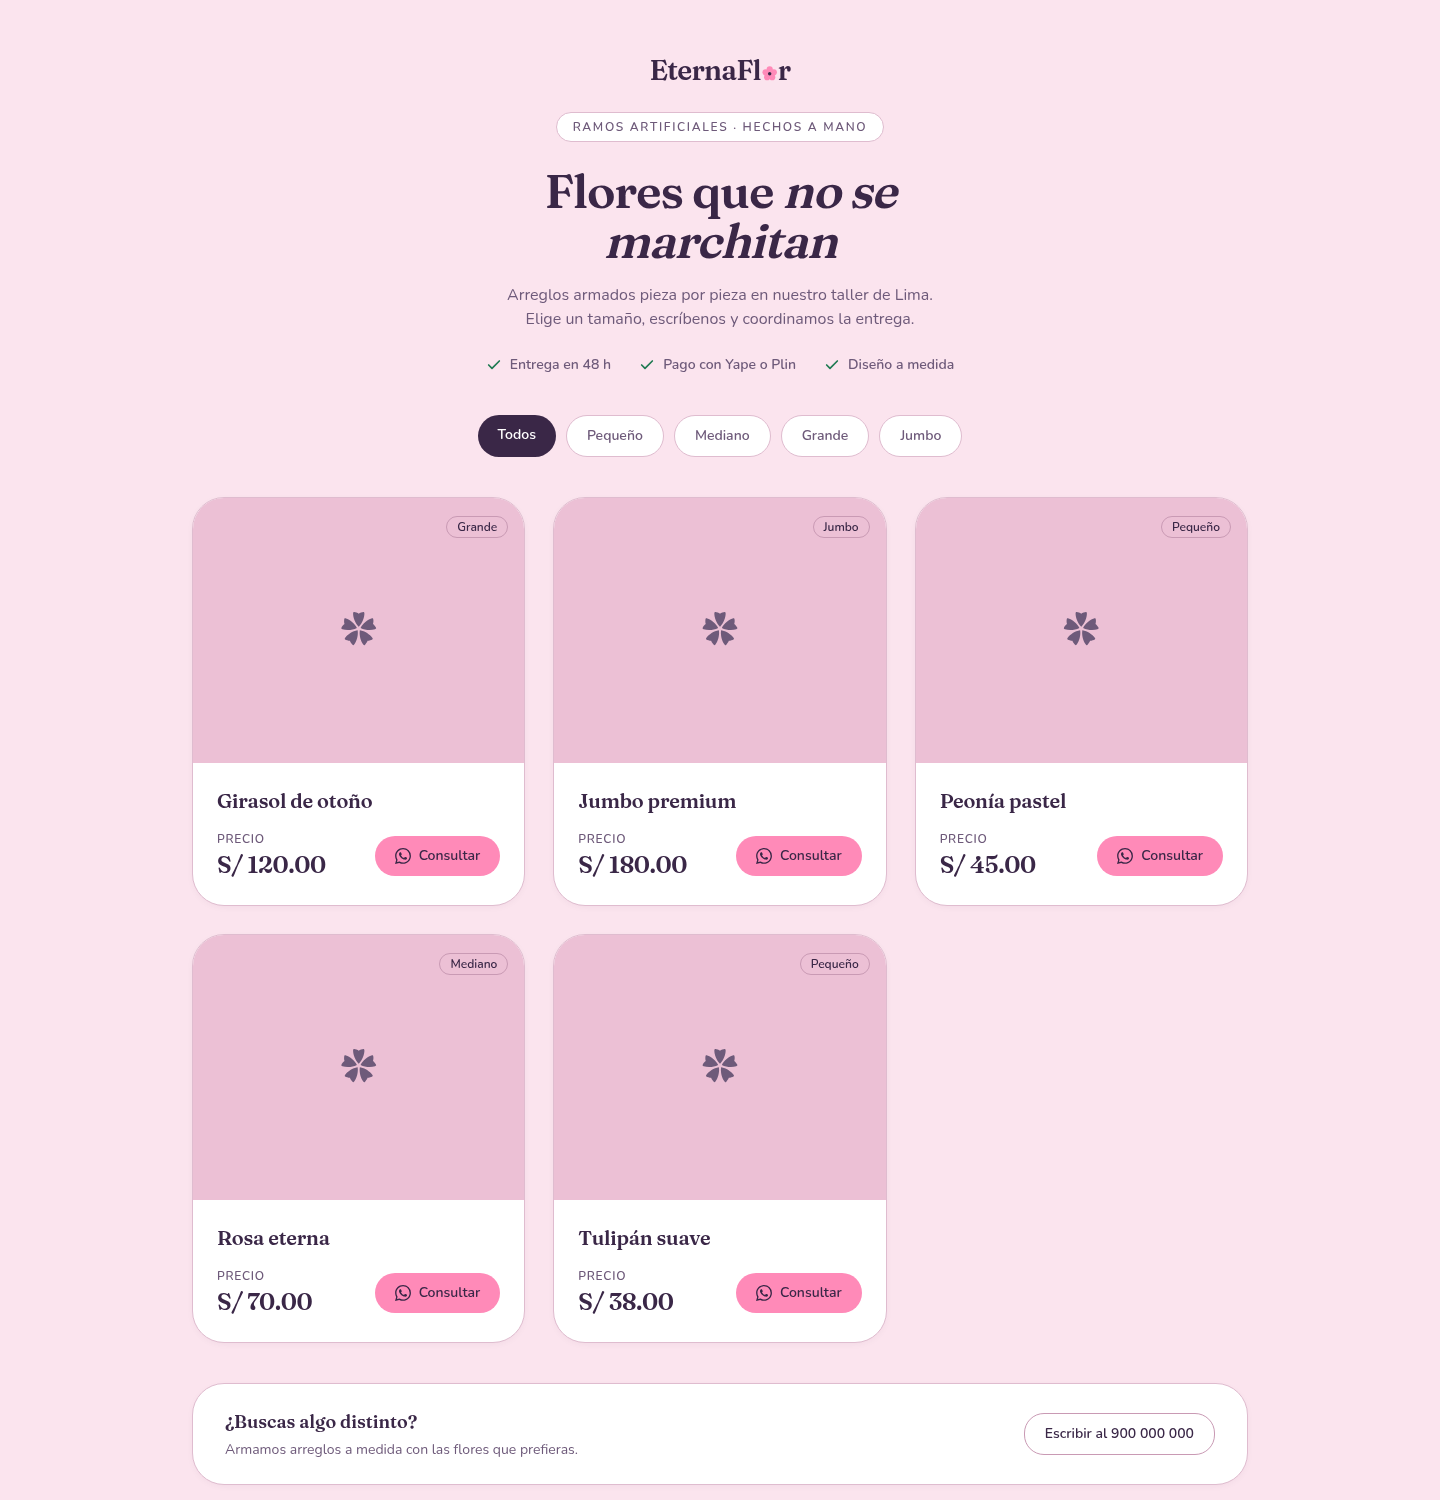 EternaFlor
RAMOS ARTIFICIALES · HECHOS A MANO
Flores que no se
marchitan
Arreglos armados pieza por pieza en nuestro taller de Lima.
Elige un tamaño, escríbenos y coordinamos la entrega.
Entrega en 48 h
Pago con Yape o Plin
Diseño a medida
Todos
Pequeño
Mediano
Grande
Jumbo
Grande
Girasol de otoño
PRECIO
S/ 120.00
Consultar
Jumbo
Jumbo premium
PRECIO
S/ 180.00
Consultar
Pequeño
Peonía pastel
PRECIO
S/ 45.00
Consultar
Mediano
Rosa eterna
PRECIO
S/ 70.00
Consultar
Pequeño
Tulipán suave
PRECIO
S/ 38.00
Consultar
¿Buscas algo distinto?
Armamos arreglos a medida con las flores que prefieras.
Escribir al 900 000 000